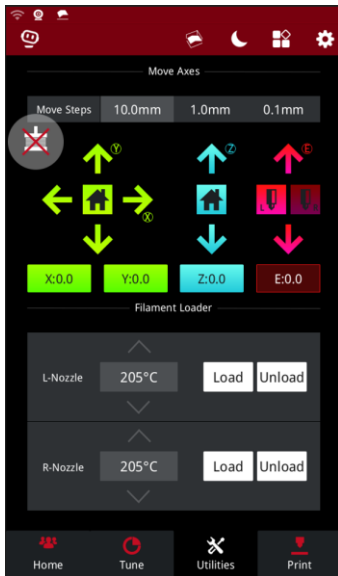 Move Axes
Move Steps 10.0mm 1.0mm 0.1mm
Y Z E
X L
X:0.0 Y:0.0 Z:0.0 E:0.0
Filament Loader
L-Nozzle 205°C Load Unload
R-Nozzle 205°C Load Unload
Home Tune Utilities Print